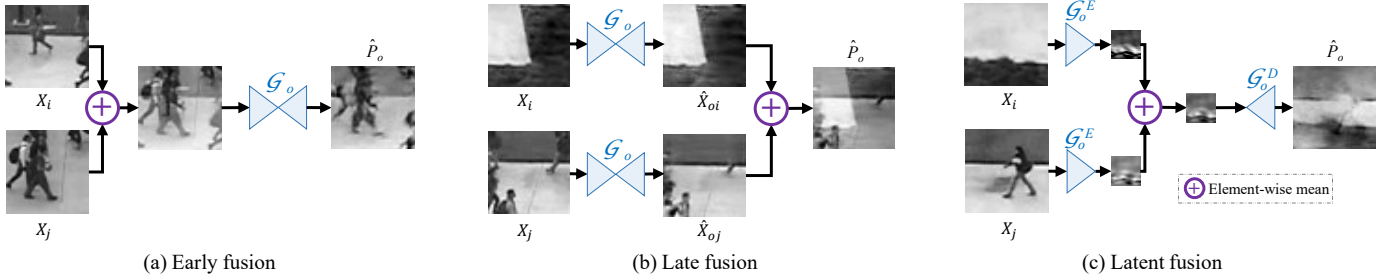 X_i
X_j
𝒢_o
P̂_o
(a) Early fusion
X_i
𝒢_o
X̂_oi
X_j
𝒢_o
X̂_oj
P̂_o
(b) Late fusion
X_i
𝒢_o^E
X_j
𝒢_o^E
𝒢_o^D
P̂_o
Element-wise mean
(c) Latent fusion